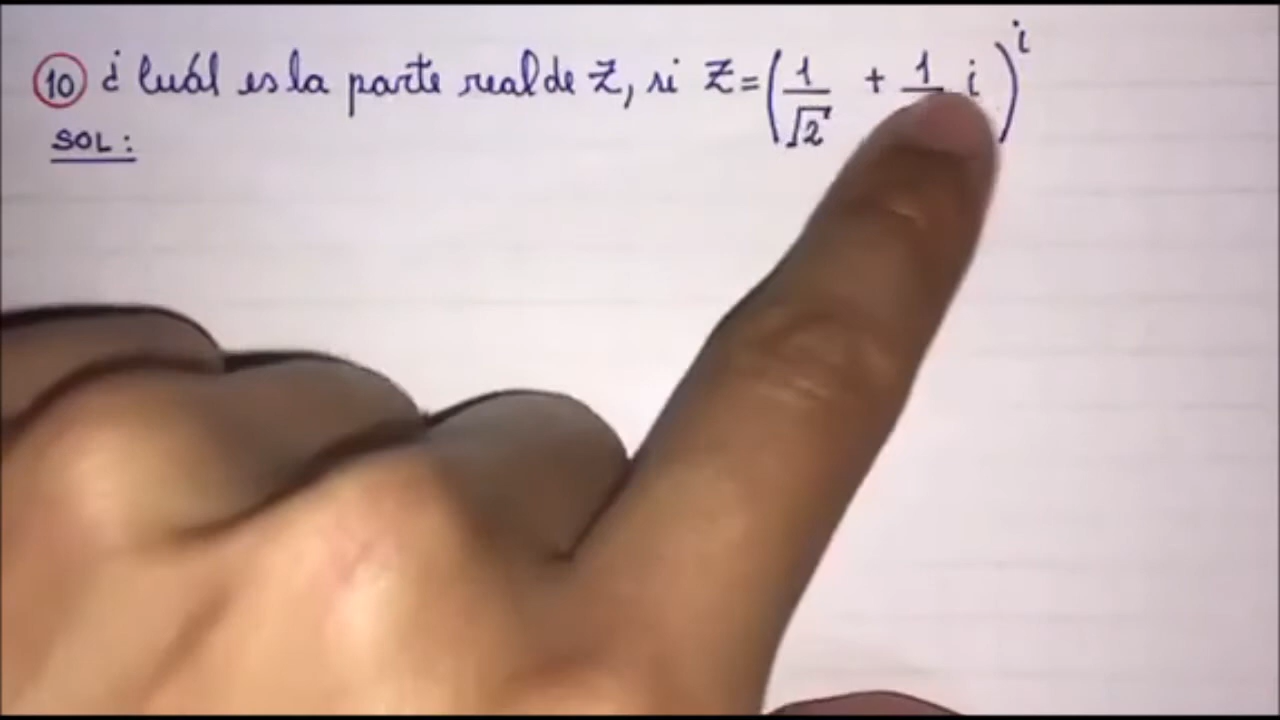 10 ¿ Cuál es la parte real de Z, si Z = (1/√2 + 1/ i)^i
SOL :